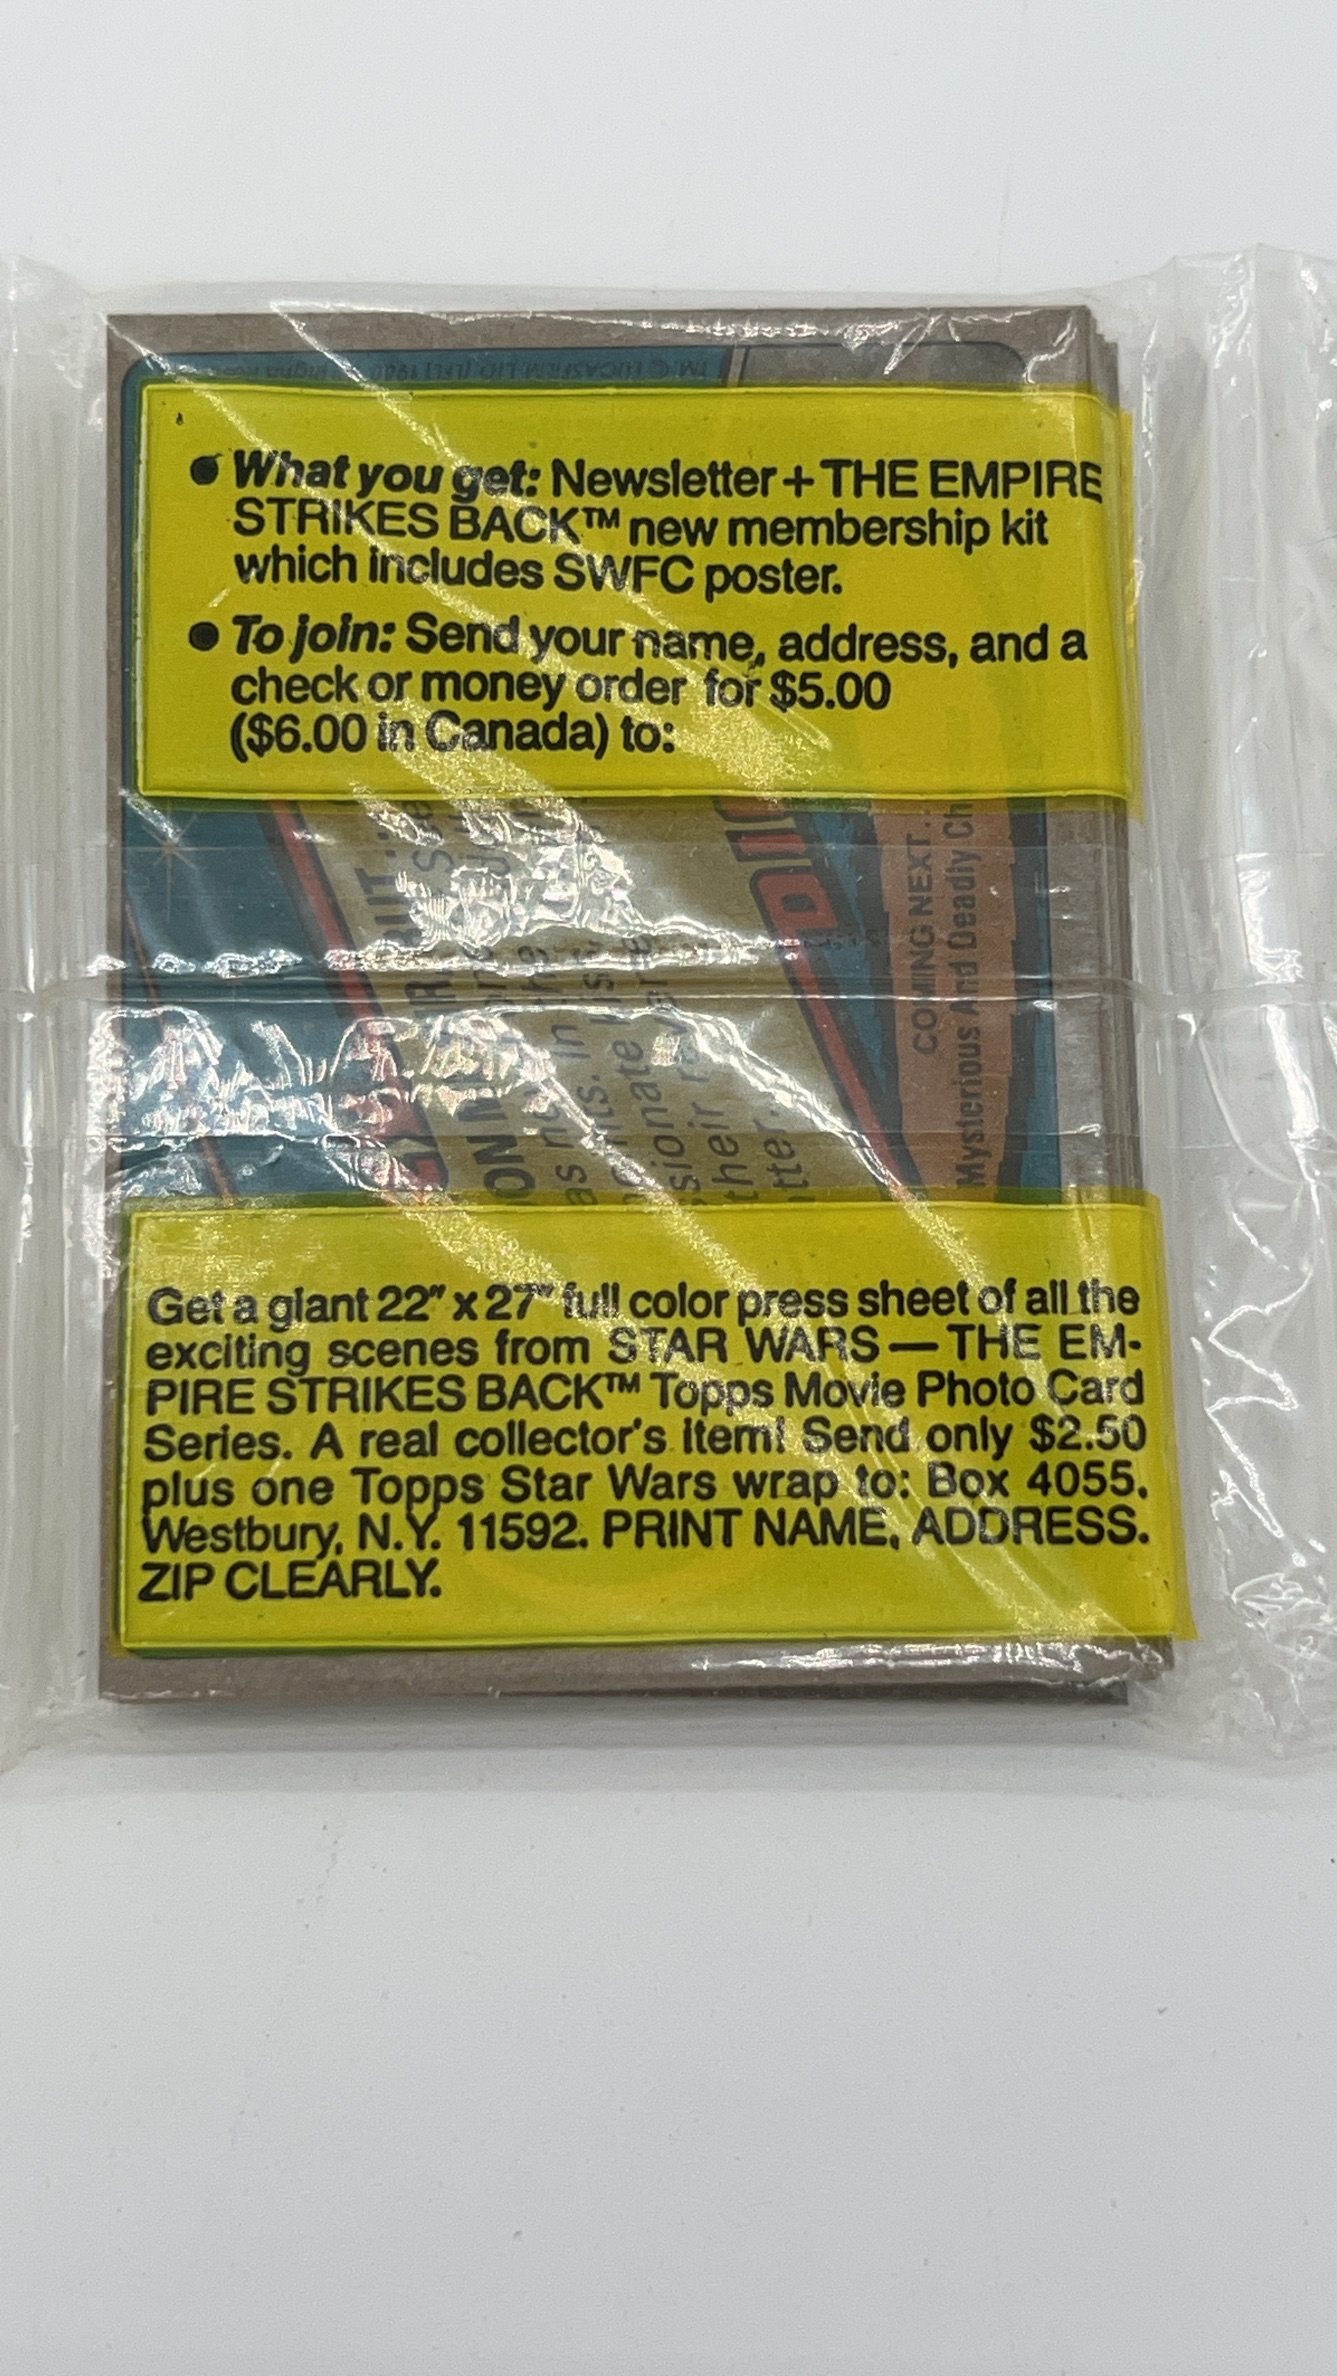 • What you get: Newsletter + THE EMPIRE
STRIKES BACK™ new membership kit
which includes SWFC poster.
• To join: Send your name, address, and a
check or money order for $5.00
($6.00 in Canada) to:
COMING NEXT...
Mysterious And Deadly
their
Get a giant 22″ x 27″ full color press sheet of all the
exciting scenes from STAR WARS — THE EM-
PIRE STRIKES BACK™ Topps Movie Photo Card
Series. A real collector's item! Send only $2.50
plus one Topps Star Wars wrap to: Box 4055,
Westbury, N.Y. 11592. PRINT NAME, ADDRESS.
ZIP CLEARLY.